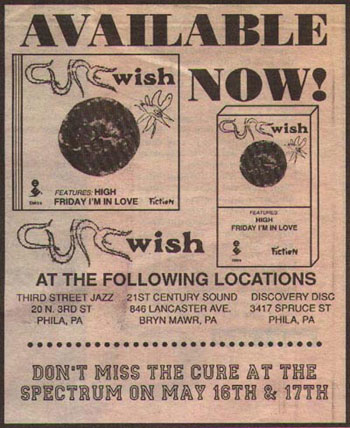 AVAILABLE
NOW!
CURE wish
FEATURES: HIGH
FRIDAY I'M IN LOVE
Elektra
FICTION
CURE wish
FEATURES:
HIGH
FRIDAY I'M IN LOVE
Elektra
FICTION
CURE wish
AT THE FOLLOWING LOCATIONS
THIRD STREET JAZZ
20 N. 3RD ST
PHILA, PA
21ST CENTURY SOUND
846 LANCASTER AVE.
BRYN MAWR, PA
DISCOVERY DISC
3417 SPRUCE ST
PHILA, PA
DON'T MISS THE CURE AT THE
SPECTRUM ON MAY 16TH & 17TH